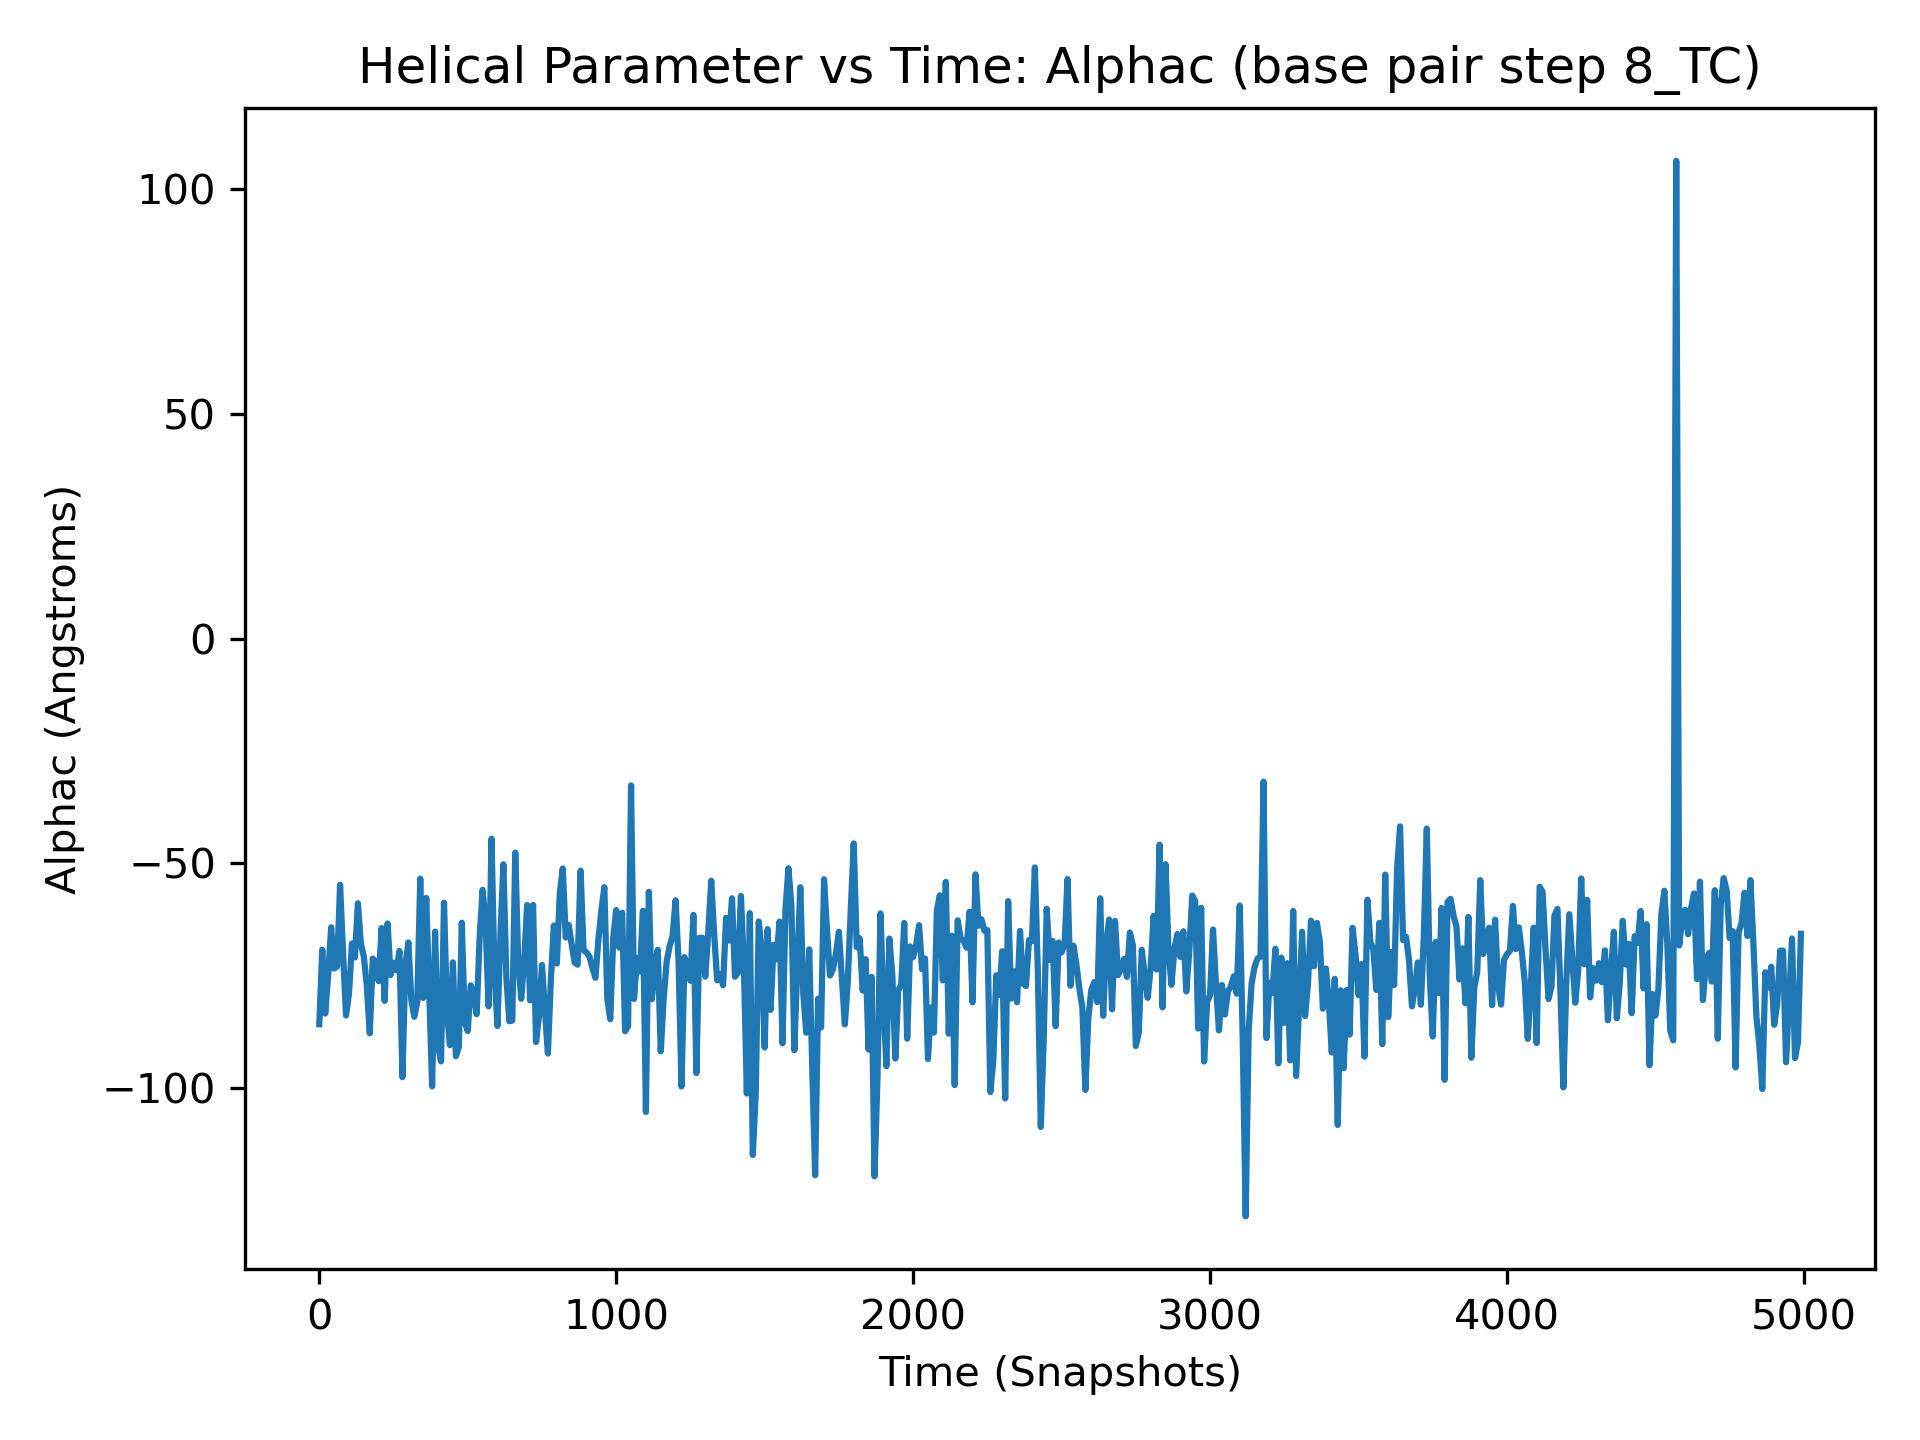 Helical Parameter vs Time: Alphac (base pair step 8_TC)
Alphac (Angstroms)
100
50
0
−50
−100
0 1000 2000 3000 4000 5000
Time (Snapshots)